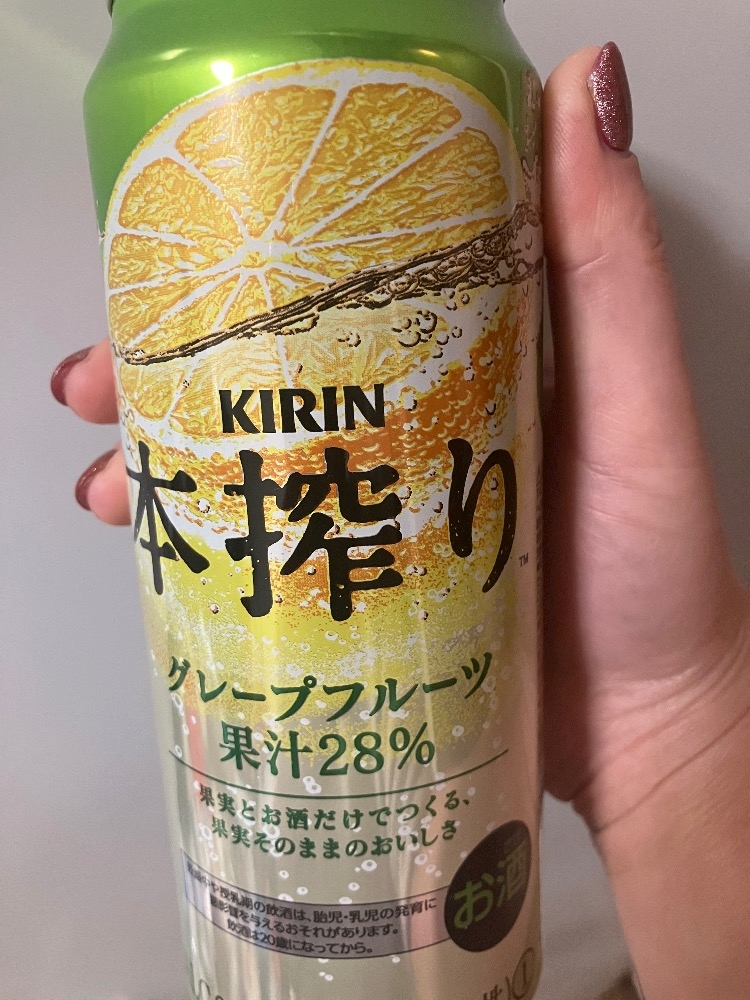 KIRIN
本搾り™
グレープフルーツ
果汁28%
果実とお酒だけでつくる、
果実そのままのおいしさ
中や授乳期の飲酒は、胎児・乳児の発育に
影響を与えるおそれがあります。
飲酒は20歳になってから。
お酒